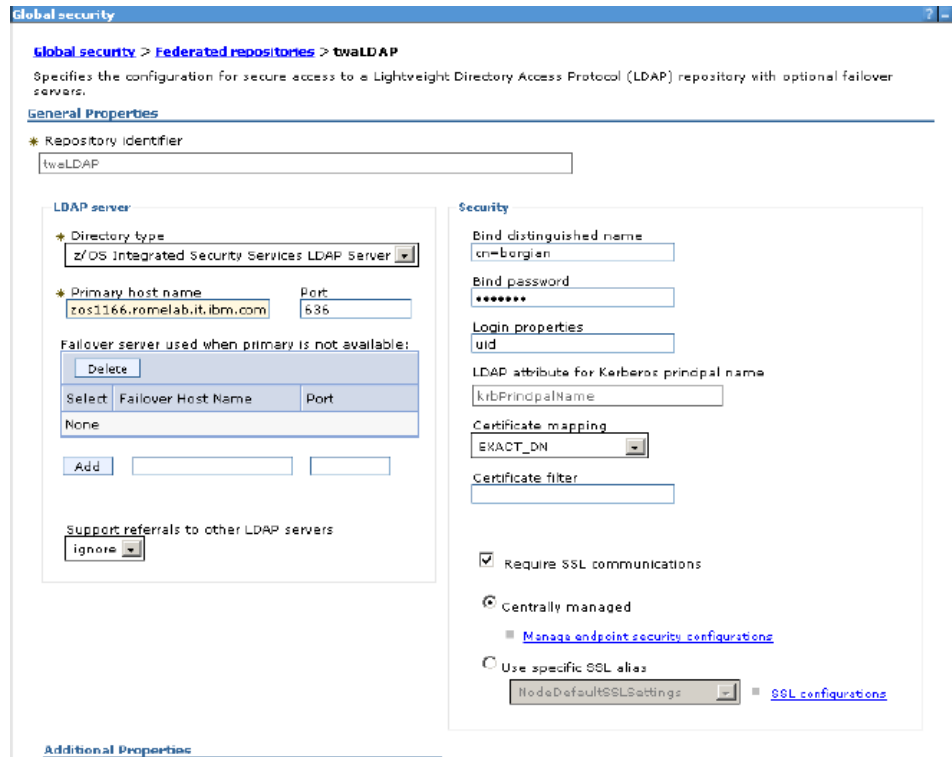 Global security
? –
Global security > Federated repositories > twaLDAP
Specifies the configuration for secure access to a Lightweight Directory Access Protocol (LDAP) repository with optional failover
servers.
General Properties
* Repository identifier
twaLDAP
LDAP server
* Directory type
z/OS Integrated Security Services LDAP Server
* Primary host name
Port
zos1166.romelab.it.ibm.com
636
Failover server used when primary is not available:
Delete
Select Failover Host Name Port
None
Add
Support referrals to other LDAP servers
ignore
Security
Bind distinguished name
cn=borgian
Bind password
•••••••
Login properties
uid
LDAP attribute for Kerberos principal name
krbPrincipalName
Certificate mapping
EXACT_DN
Certificate filter
Require SSL communications
Centrally managed
Manage endpoint security configurations
Use specific SSL alias
NodeDefaultSSLSettings
SSL configurations
Additional Properties